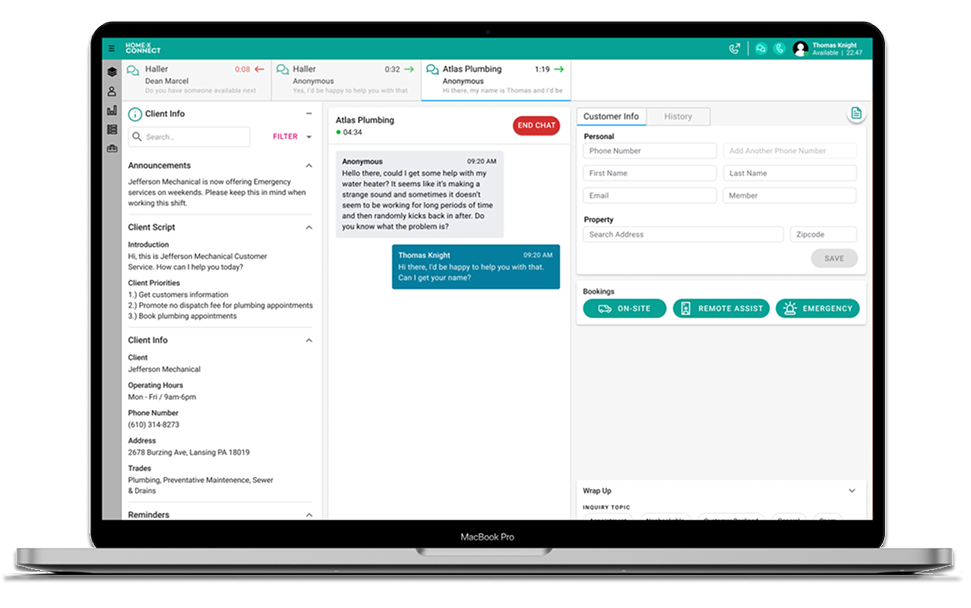 HOME-X
CONNECT
Thomas Knight
Available | 22:47
Haller 0:08
Dean Marcel
Do you have someone available next
Haller 0:32
Anonymous
Yes, I'd be happy to help you with that
Atlas Plumbing 1:19
Anonymous
Hi there, my name is Thomas and I'd be
Client Info
Search...
FILTER
Announcements
Jefferson Mechanical is now offering Emergency
services on weekends. Please keep this in mind when
working this shift.
Client Script
Introduction
Hi, this is Jefferson Mechanical Customer
Service. How can I help you today?
Client Priorities
1.) Get customers information
2.) Promote no dispatch fee for plumbing appointments
3.) Book plumbing appointments
Client Info
Client
Jefferson Mechanical
Operating Hours
Mon - Fri / 9am-6pm
Phone Number
(610) 314-8273
Address
2678 Burzing Ave, Lansing PA 18019
Trades
Plumbing, Preventative Maintenence, Sewer
& Drains
Reminders
Atlas Plumbing
04:34
END CHAT
Anonymous 09:20 AM
Hello there, could I get some help with my
water heater? It seems like it's making a
strange sound and sometimes it doesn't
seem to be working for long periods of time
and then randomly kicks back in after. Do
you know what the problem is?
Thomas Knight 09:20 AM
Hi there, I'd be happy to help you with that.
Can I get your name?
Customer Info History
Personal
Phone Number Add Another Phone Number
First Name Last Name
Email Member
Property
Search Address Zipcode
SAVE
Bookings
ON-SITE REMOTE ASSIST EMERGENCY
Wrap Up
INQUIRY TOPIC
MacBook Pro